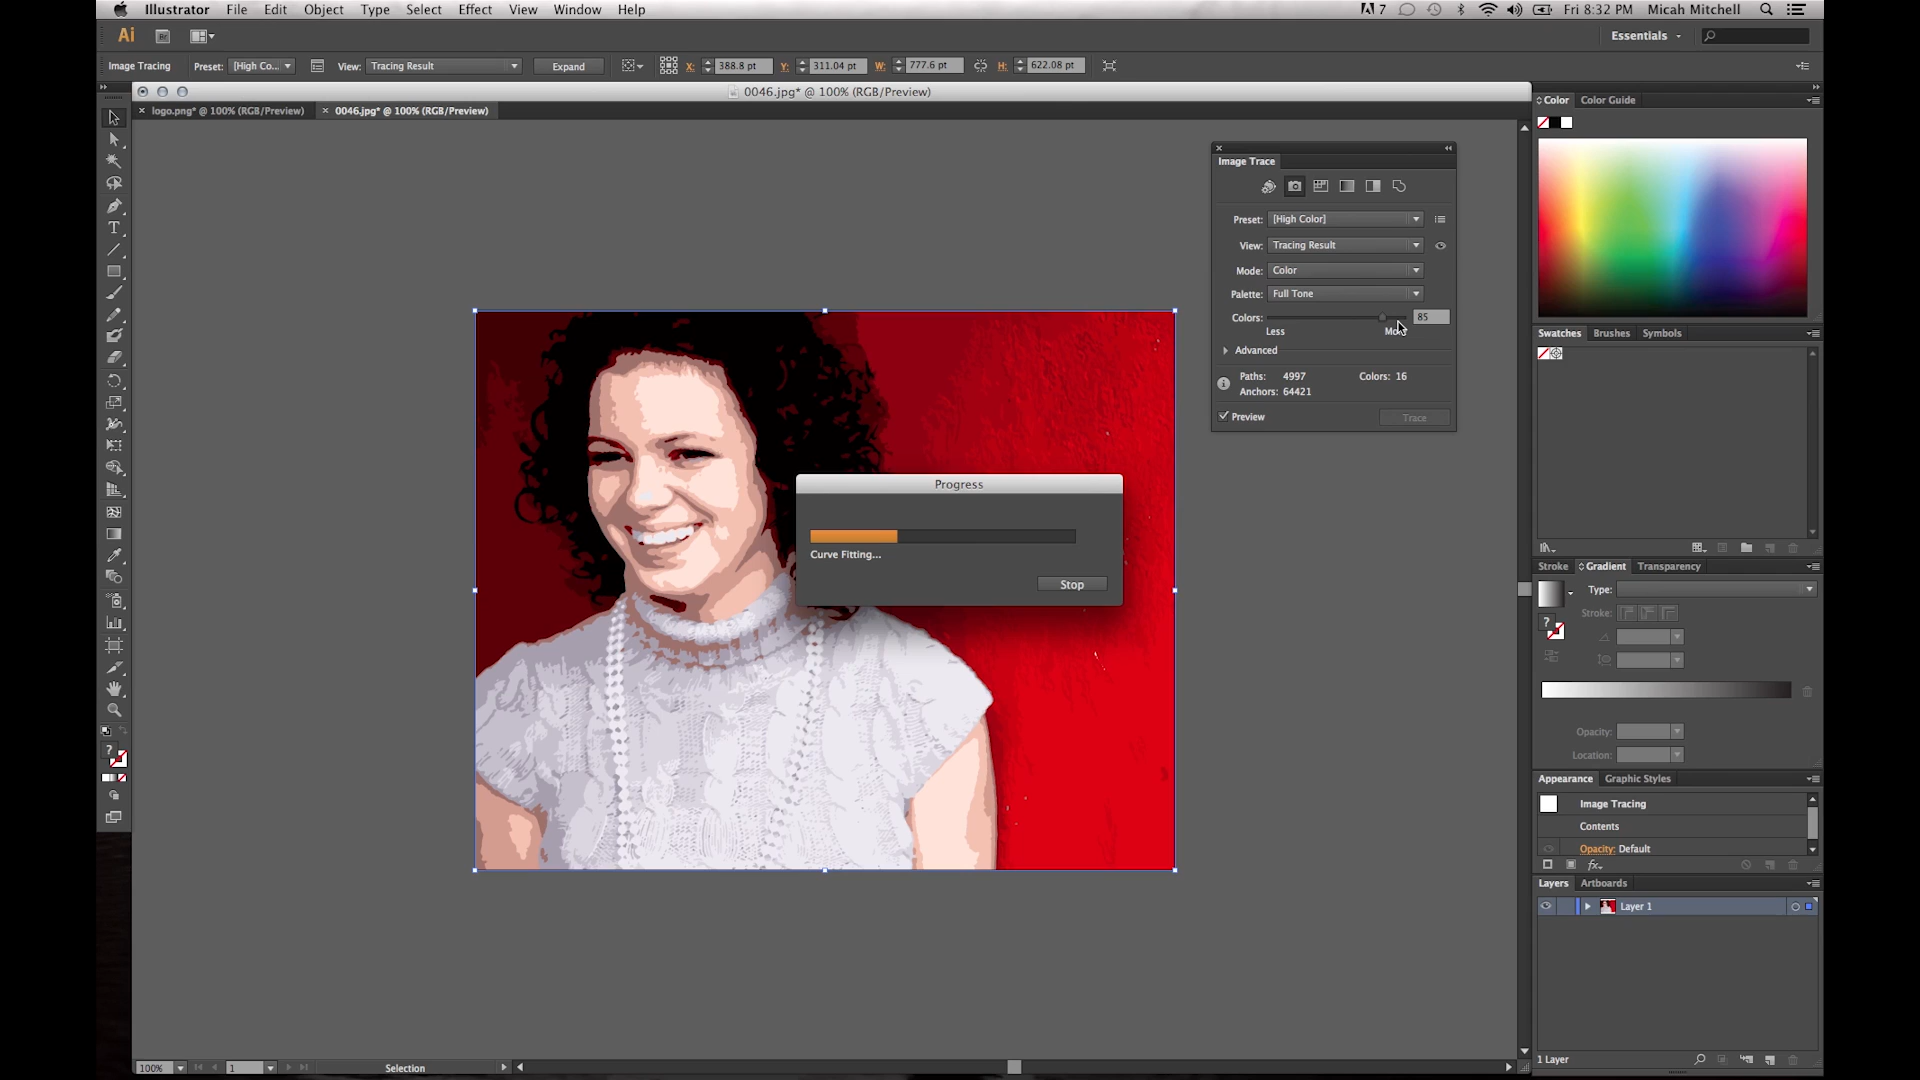 Illustrator File Edit Object Type Select Effect View Window Help
7 Fri 8:32 PM Micah Mitchell
Ai Br Essentials
Image Tracing Preset: [High Co... View: Tracing Result Expand X: 388.8 pt Y: 311.04 pt W: 777.6 pt H: 622.08 pt
0046.jpg* @ 100% (RGB/Preview)
logo.png* @ 100% (RGB/Preview) 0046.jpg* @ 100% (RGB/Preview)
Color Color Guide
Image Trace
Preset: [High Color]
View: Tracing Result
Mode: Color
Palette: Full Tone
Colors: 85
Less
Advanced
Paths: 4997 Colors: 16
Anchors: 64421
Preview Trace
Swatches Brushes Symbols
Progress
Curve Fitting...
Stop
Stroke Gradient Transparency
Type:
Stroke:
Opacity:
Location:
Appearance Graphic Styles
Image Tracing
Contents
Opacity: Default
fx
Layers Artboards
Layer 1
1 Layer
100% 1 Selection